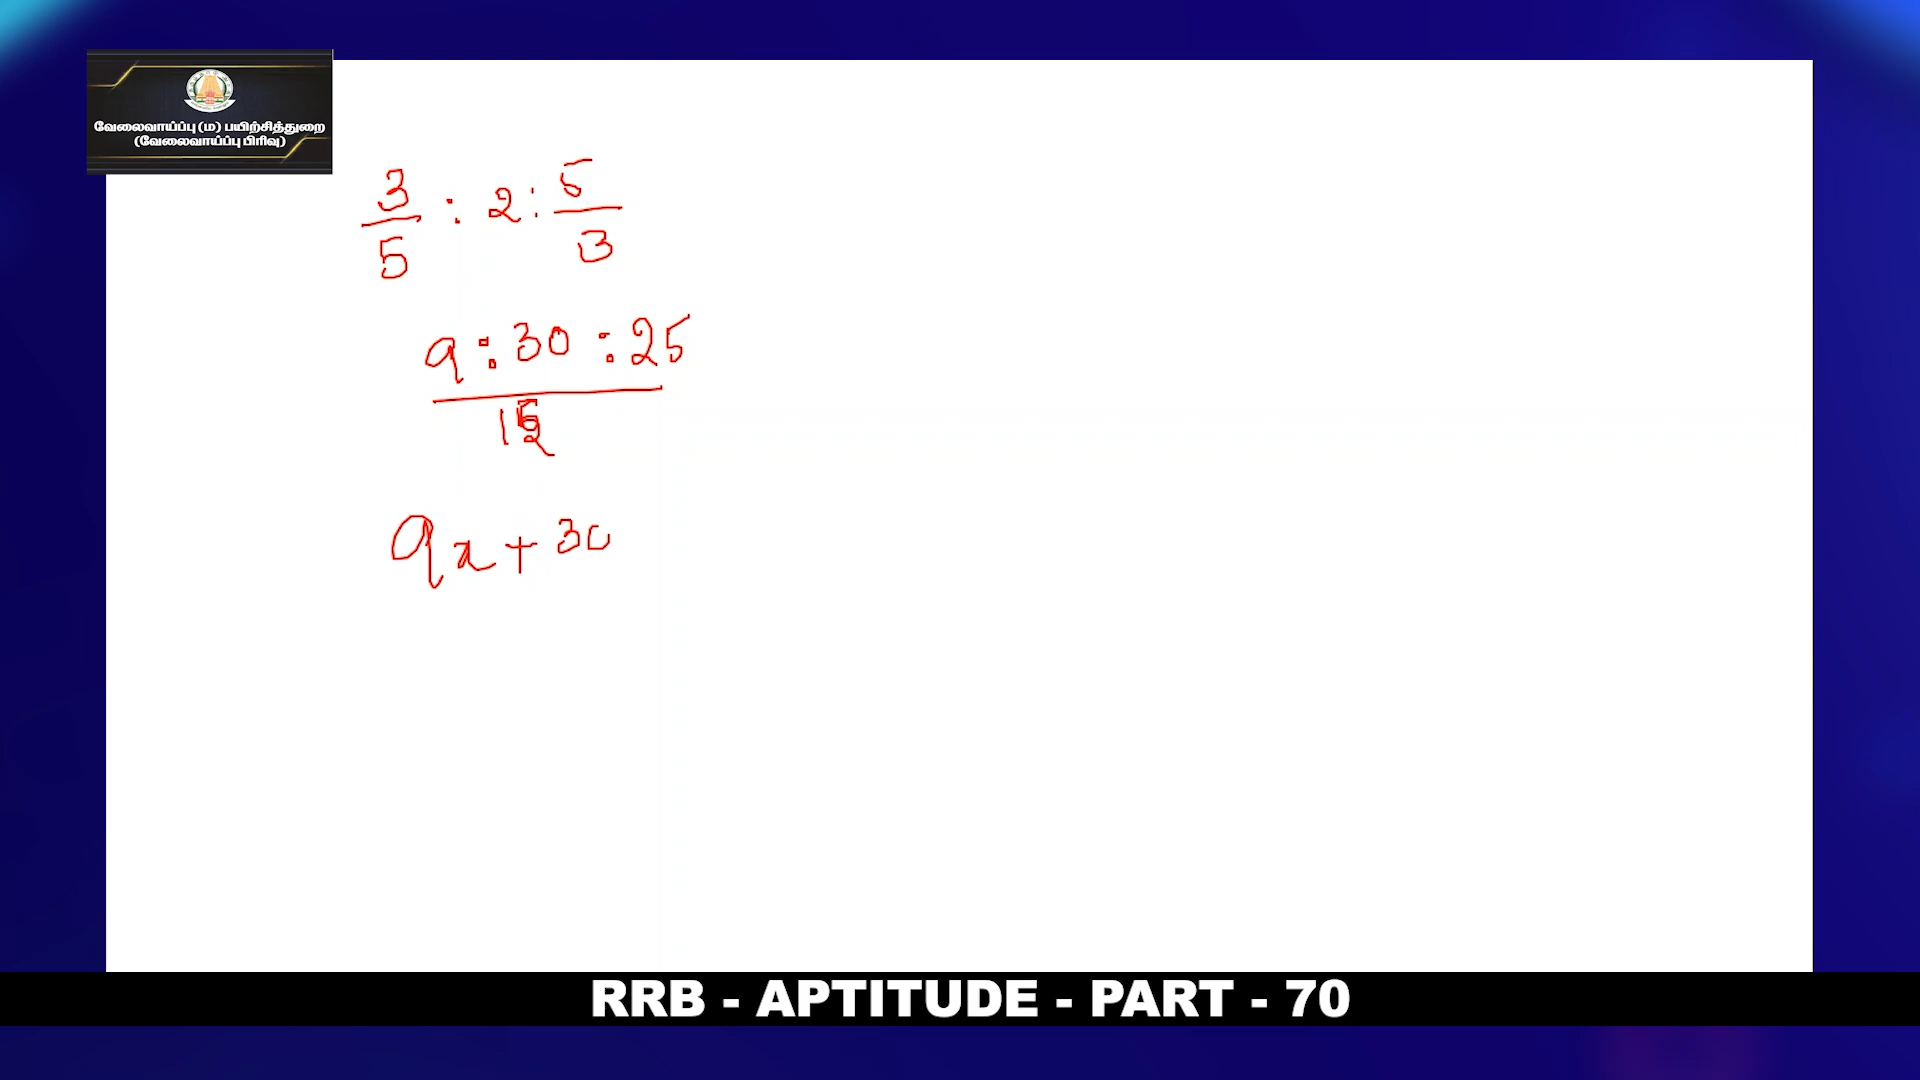 வேலைவாய்ப்பு (ம) பயிற்சித்துறை
(வேலைவாய்ப்பு பிரிவு)
3/5 : 2 : 5/3
9 : 30 : 25
15
9x + 30
RRB - APTITUDE - PART - 70